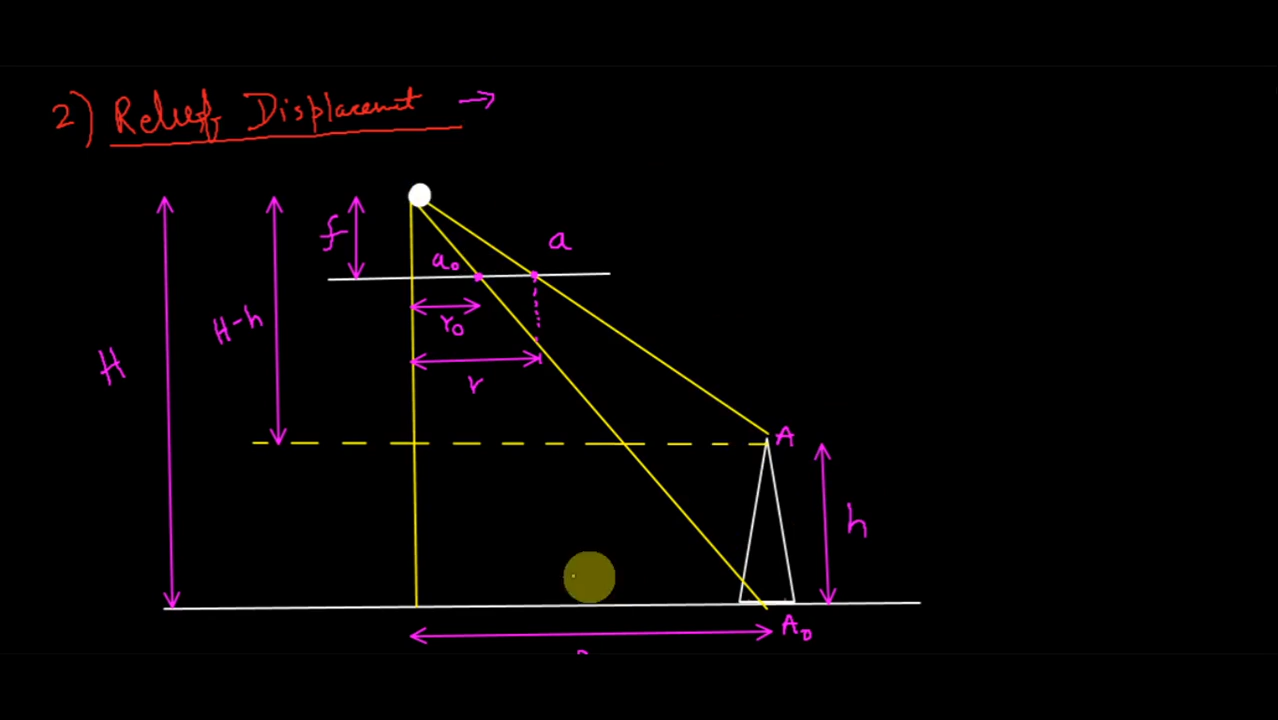 2) Relief Displacement →
f
a
a₀
H-h
r₀
H
r
A
h
A₀